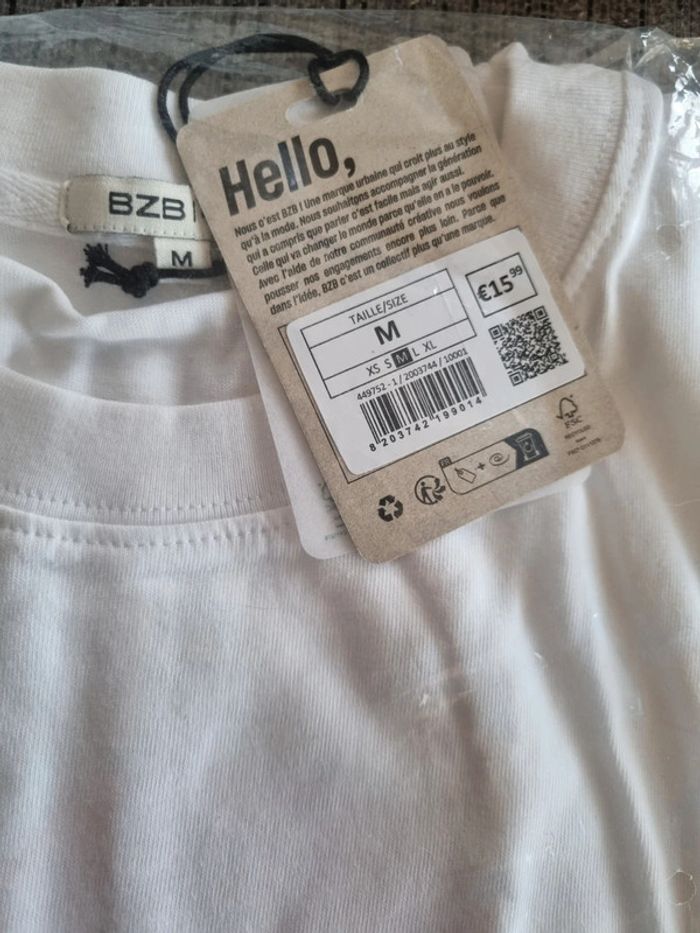 BZB
M
Hello,
Nous c'est BZB ! Une marque urbaine qui croit plus au style
qu'à la mode. Nous souhaitons accompagner la génération
qui a compris que parler c'est facile mais agir aussi.
Celle qui va changer le monde parce qu'elle en a le pouvoir.
Avec l'aide de notre communauté créative nous voulons
pousser nos engagements encore plus loin. Parce que
dans l'idée, BZB c'est un collectif plus qu'une marque.
TAILLE/SIZE
M
XS S M L XL
449752-1 / 2003744 / 10001
8 203742 199014
€15⁹⁹
FSC
RECYCLED
FR